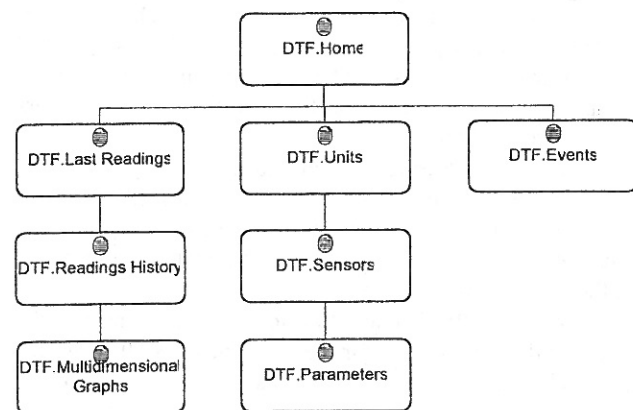 DTF.Home
DTF.Last Readings
DTF.Units
DTF.Events
DTF.Readings History
DTF.Sensors
DTF.Multidimensional
Graphs
DTF.Parameters